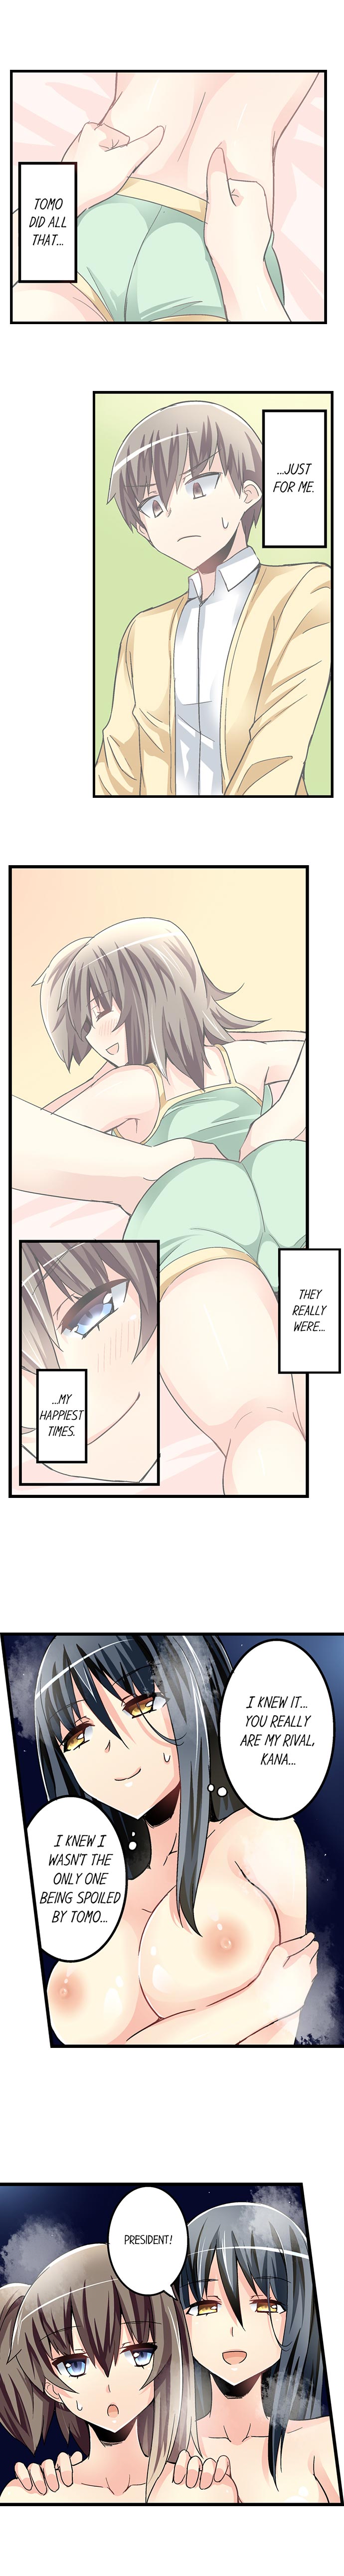 TOMO
DID ALL
THAT...
...JUST
FOR ME.
THEY
REALLY
WERE...
...MY
HAPPIEST
TIMES.
I KNEW IT...
YOU REALLY
ARE MY RIVAL,
KANA...
I KNEW I
WASN'T THE
ONLY ONE
BEING SPOILED
BY TOMO...
PRESIDENT!